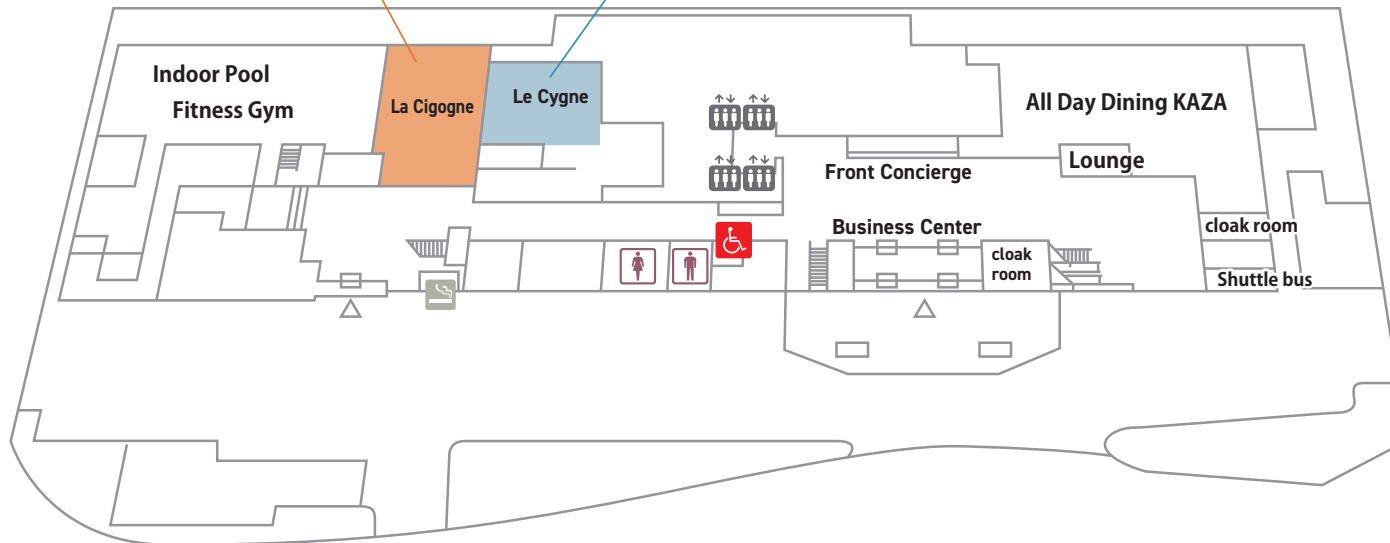 Indoor Pool
Fitness Gym
La Cigogne
Le Cygne
All Day Dining KAZA
Lounge
Front Concierge
Business Center
cloak room
cloak
room
Shuttle bus